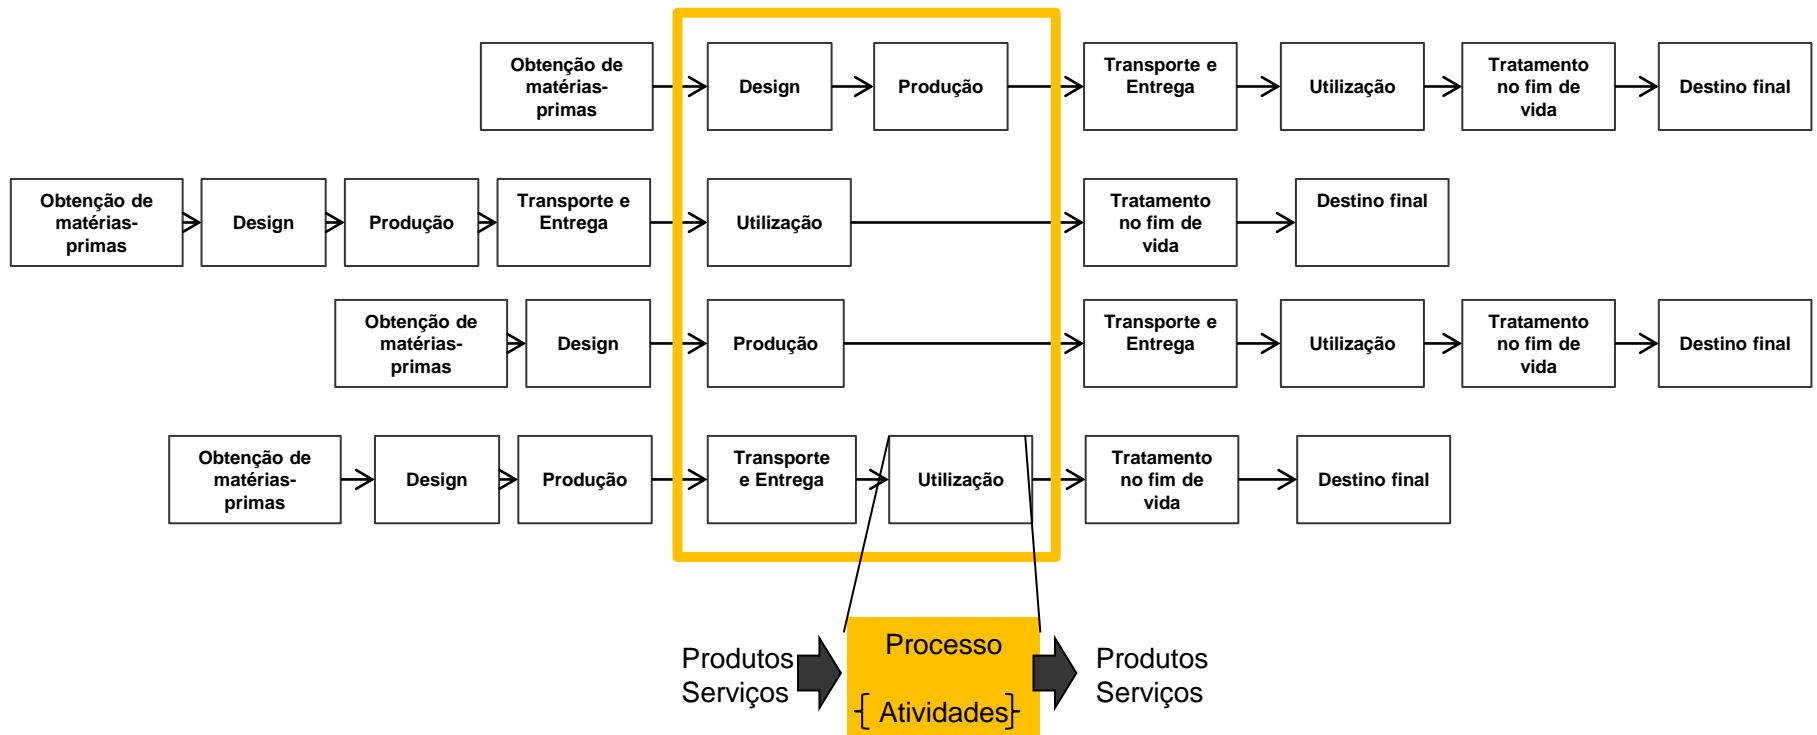 Obtenção de
matérias-
primas
Design
Produção
Transporte e
Entrega
Utilização
Tratamento
no fim de
vida
Destino final
Obtenção de
matérias-
primas
Design
Produção
Transporte e
Entrega
Utilização
Tratamento
no fim de
vida
Destino final
Obtenção de
matérias-
primas
Design
Produção
Transporte e
Entrega
Utilização
Tratamento
no fim de
vida
Destino final
Obtenção de
matérias-
primas
Design
Produção
Transporte
e Entrega
Utilização
Tratamento
no fim de
vida
Destino final
Produtos
Serviços
Processo
Atividades
Produtos
Serviços